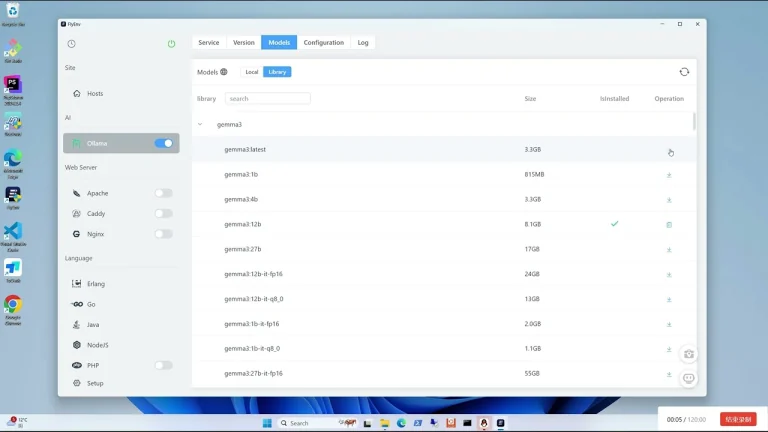 FlyEnv
Service Version Models Configuration Log
Site
Hosts
AI
Ollama
Web Server
Apache
Caddy
Nginx
Language
Erlang
Go
Java
NodeJS
PHP
Setup
Models Local Library
library search Size IsInstalled Operation
gemma3
gemma3:latest 3.3GB
gemma3:1b 815MB
gemma3:4b 3.3GB
gemma3:12b 8.1GB
gemma3:27b 17GB
gemma3:12b-it-fp16 24GB
gemma3:12b-it-q8_0 13GB
gemma3:1b-it-fp16 2.0GB
gemma3:1b-it-q8_0 1.1GB
gemma3:27b-it-fp16 55GB
Search
12°C
00:05 / 120:00 结束录制